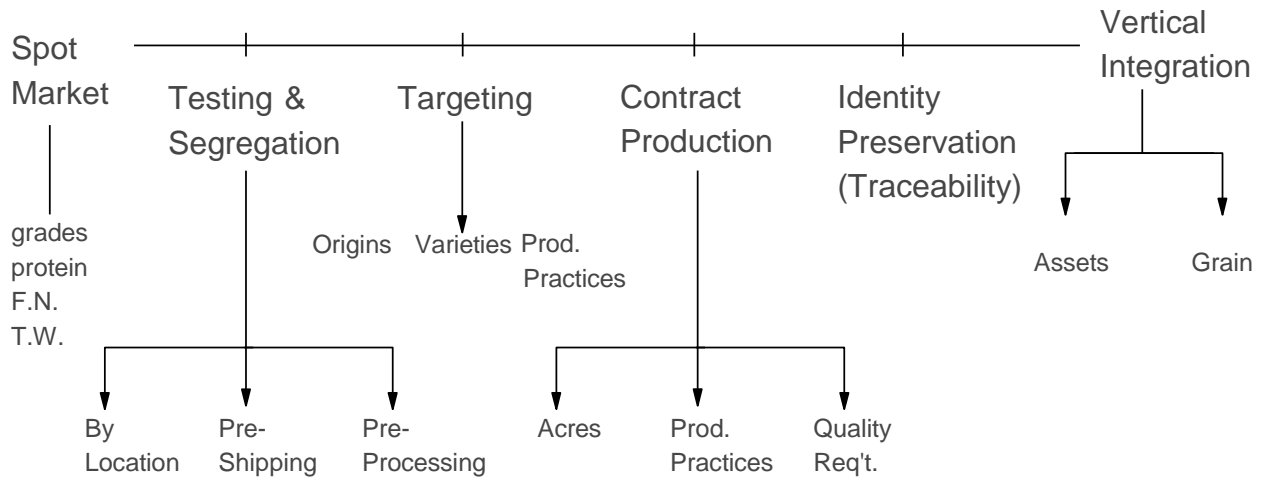 Spot
Market
Testing &
Segregation
Targeting
Contract
Production
Identity
Preservation
(Traceability)
Vertical
Integration
grades
protein
F.N.
T.W.
Origins
Varieties
Prod.
Practices
Assets
Grain
By
Location
Pre-
Shipping
Pre-
Processing
Acres
Prod.
Practices
Quality
Req't.